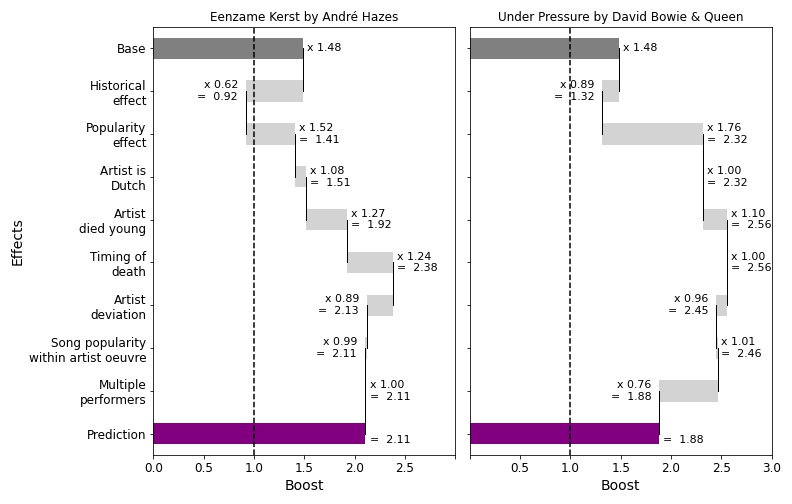 Eenzame Kerst by André Hazes
Under Pressure by David Bowie & Queen
Effects
Base
Historical
effect
Popularity
effect
Artist is
Dutch
Artist
died young
Timing of
death
Artist
deviation
Song popularity
within artist oeuvre
Multiple
performers
Prediction
x 1.48
x 0.62
= 0.92
x 1.52
= 1.41
x 1.08
= 1.51
x 1.27
= 1.92
x 1.24
= 2.38
x 0.89
= 2.13
x 0.99
= 2.11
x 1.00
= 2.11
= 2.11
0.0 0.5 1.0 1.5 2.0 2.5
Boost
x 1.48
x 0.89
= 1.32
x 1.76
= 2.32
x 1.00
= 2.32
x 1.10
= 2.56
x 1.00
= 2.56
x 0.96
= 2.45
x 1.01
= 2.46
x 0.76
= 1.88
= 1.88
0.5 1.0 1.5 2.0 2.5 3.0
Boost